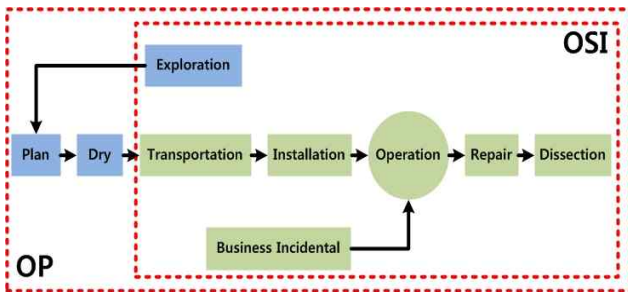 OSI
Exploration
Plan
Dry
Transportation
Installation
Operation
Repair
Dissection
Business Incidental
OP